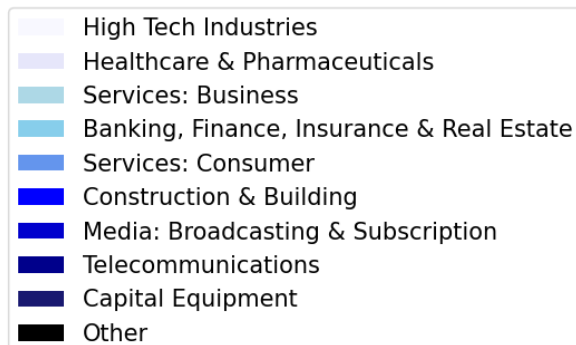 High Tech Industries
Healthcare & Pharmaceuticals
Services: Business
Banking, Finance, Insurance & Real Estate
Services: Consumer
Construction & Building
Media: Broadcasting & Subscription
Telecommunications
Capital Equipment
Other